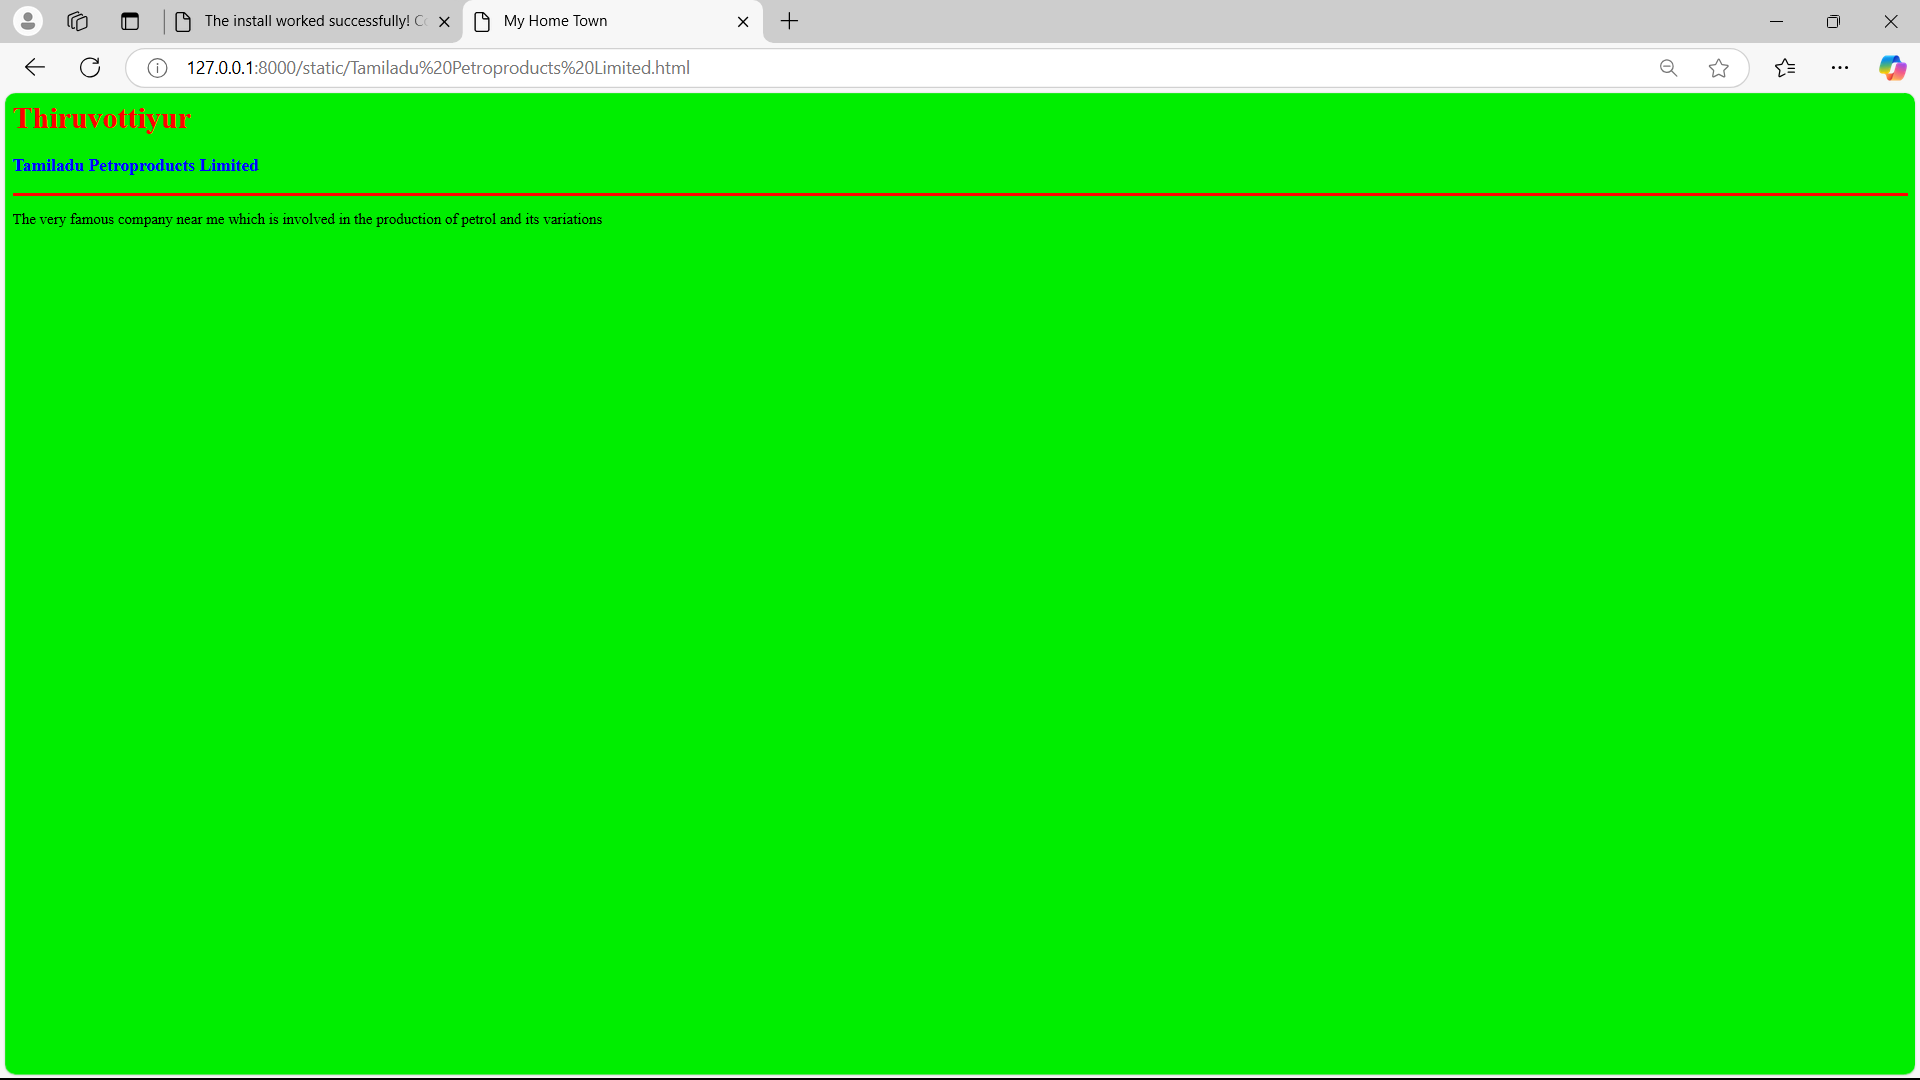 The install worked successfully! Co
My Home Town
127.0.0.1:8000/static/Tamiladu%20Petroproducts%20Limited.html
Thiruvottiyur
Tamiladu Petroproducts Limited
The very famous company near me which is involved in the production of petrol and its variations